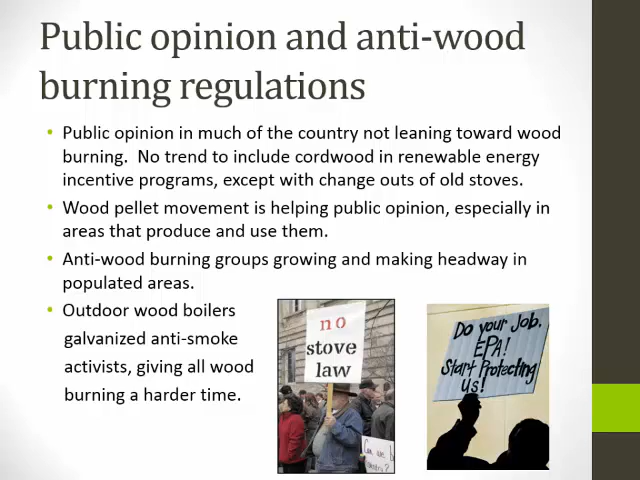 Public opinion and anti-wood
burning regulations
• Public opinion in much of the country not leaning toward wood
burning. No trend to include cordwood in renewable energy
incentive programs, except with change outs of old stoves.
• Wood pellet movement is helping public opinion, especially in
areas that produce and use them.
• Anti-wood burning groups growing and making headway in
populated areas.
• Outdoor wood boilers
galvanized anti-smoke
activists, giving all wood
burning a harder time.
no
stove
law
Do your Job.
EPA!
Start Protecting
us!